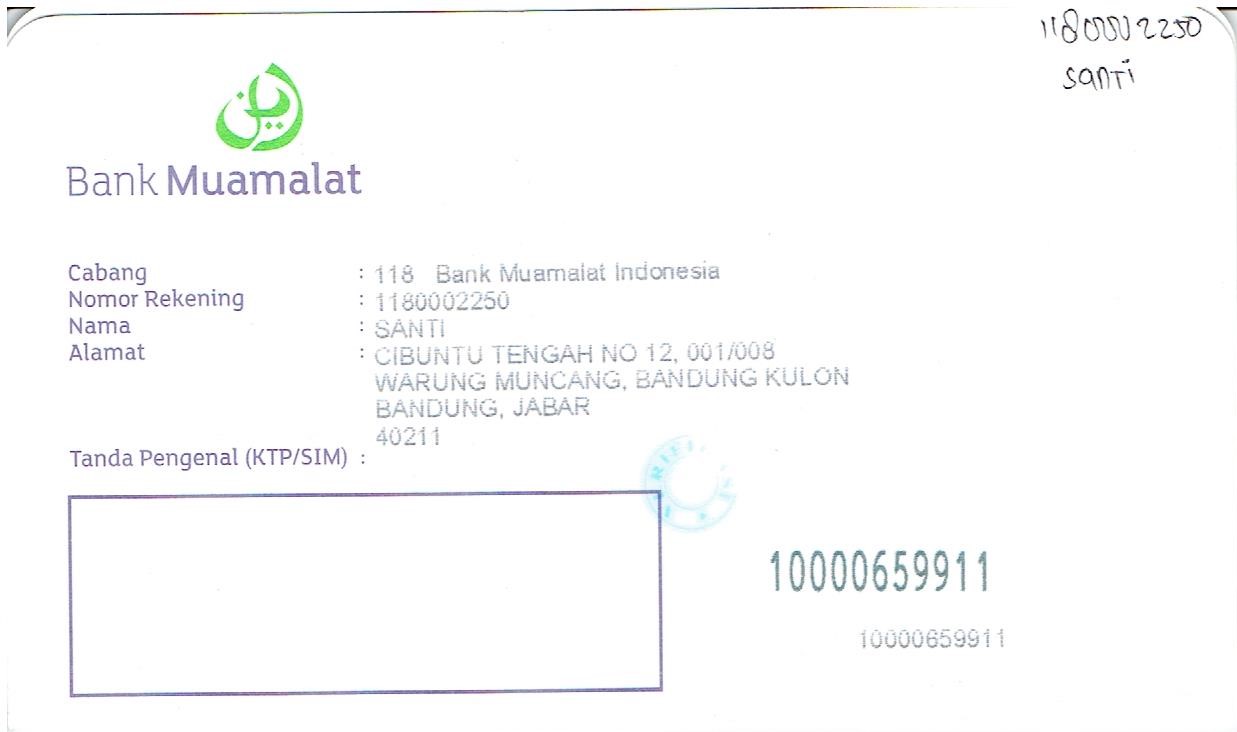 1180002250
Santi
Bank Muamalat
Cabang : 118 Bank Muamalat Indonesia
Nomor Rekening : 1180002250
Nama : SANTI
Alamat : CIBUNTU TENGAH NO 12, 001/008
WARUNG MUNCANG, BANDUNG KULON
BANDUNG, JABAR
40211
Tanda Pengenal (KTP/SIM) :
10000659911
10000659911